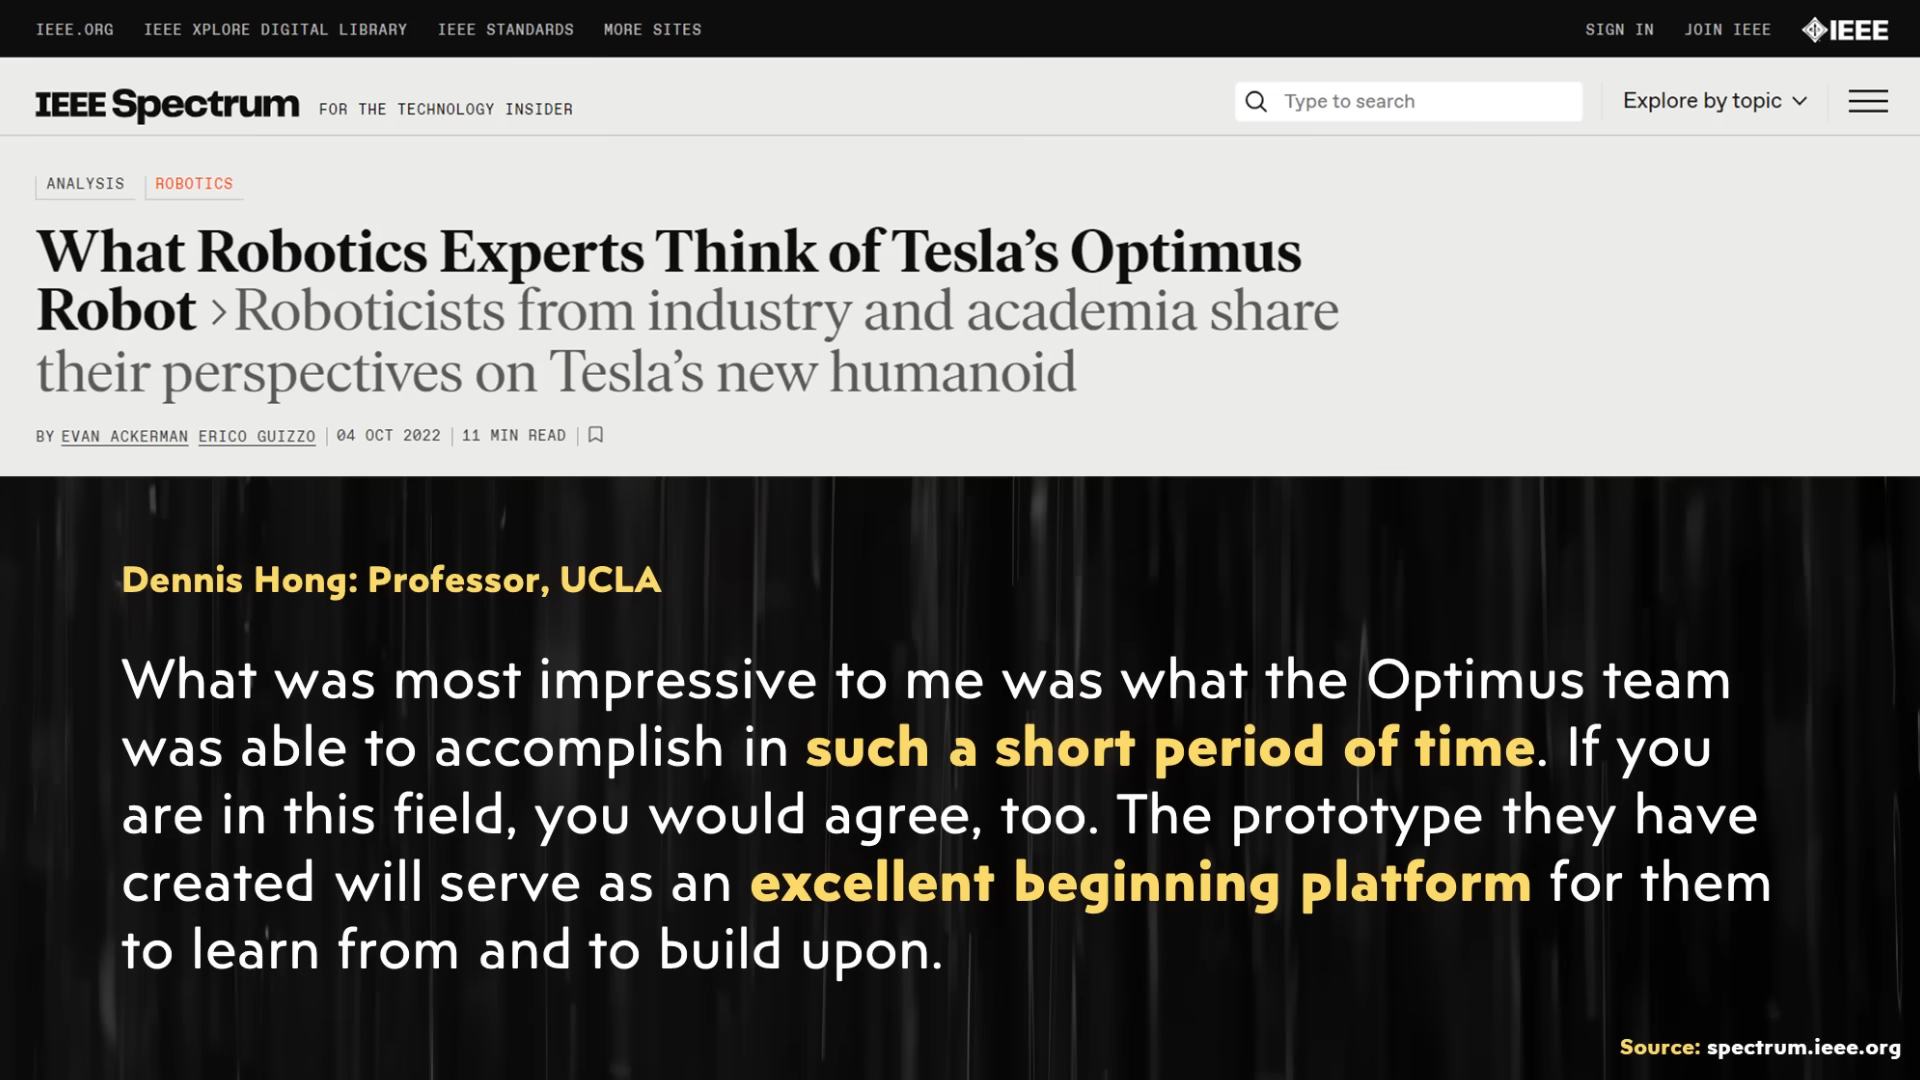 IEEE.ORG IEEE XPLORE DIGITAL LIBRARY IEEE STANDARDS MORE SITES SIGN IN JOIN IEEE IEEE
IEEE Spectrum FOR THE TECHNOLOGY INSIDER Type to search Explore by topic
ANALYSIS ROBOTICS
What Robotics Experts Think of Tesla’s Optimus
Robot > Roboticists from industry and academia share
their perspectives on Tesla’s new humanoid
BY EVAN ACKERMAN ERICO GUIZZO | 04 OCT 2022 | 11 MIN READ |
Dennis Hong: Professor, UCLA
What was most impressive to me was what the Optimus team
was able to accomplish in such a short period of time. If you
are in this field, you would agree, too. The prototype they have
created will serve as an excellent beginning platform for them
to learn from and to build upon.
Source: spectrum.ieee.org